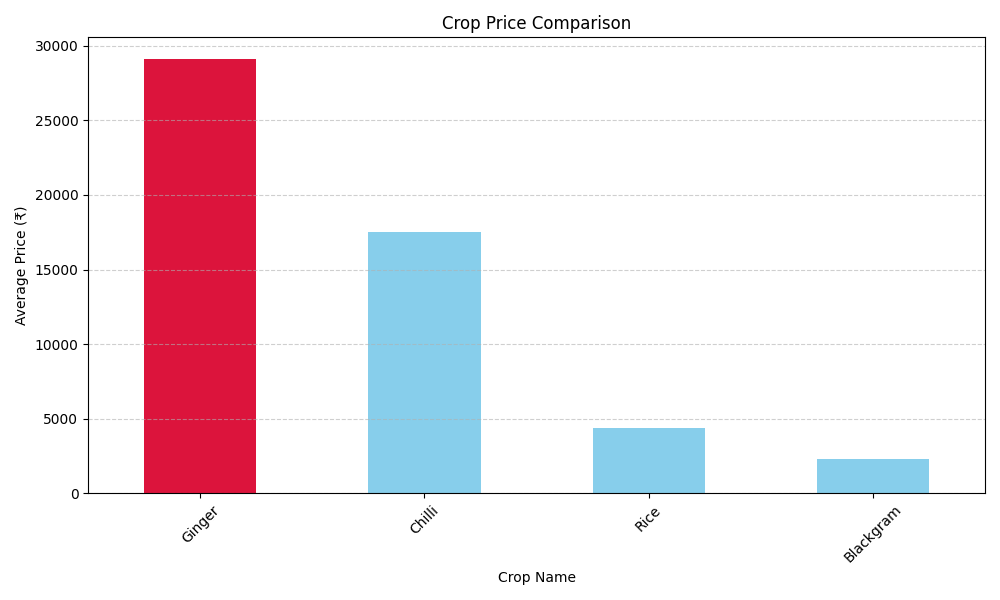 Crop Price Comparison
Average Price (₹)
30000
25000
20000
15000
10000
5000
0
Ginger
Chilli
Rice
Blackgram
Crop Name